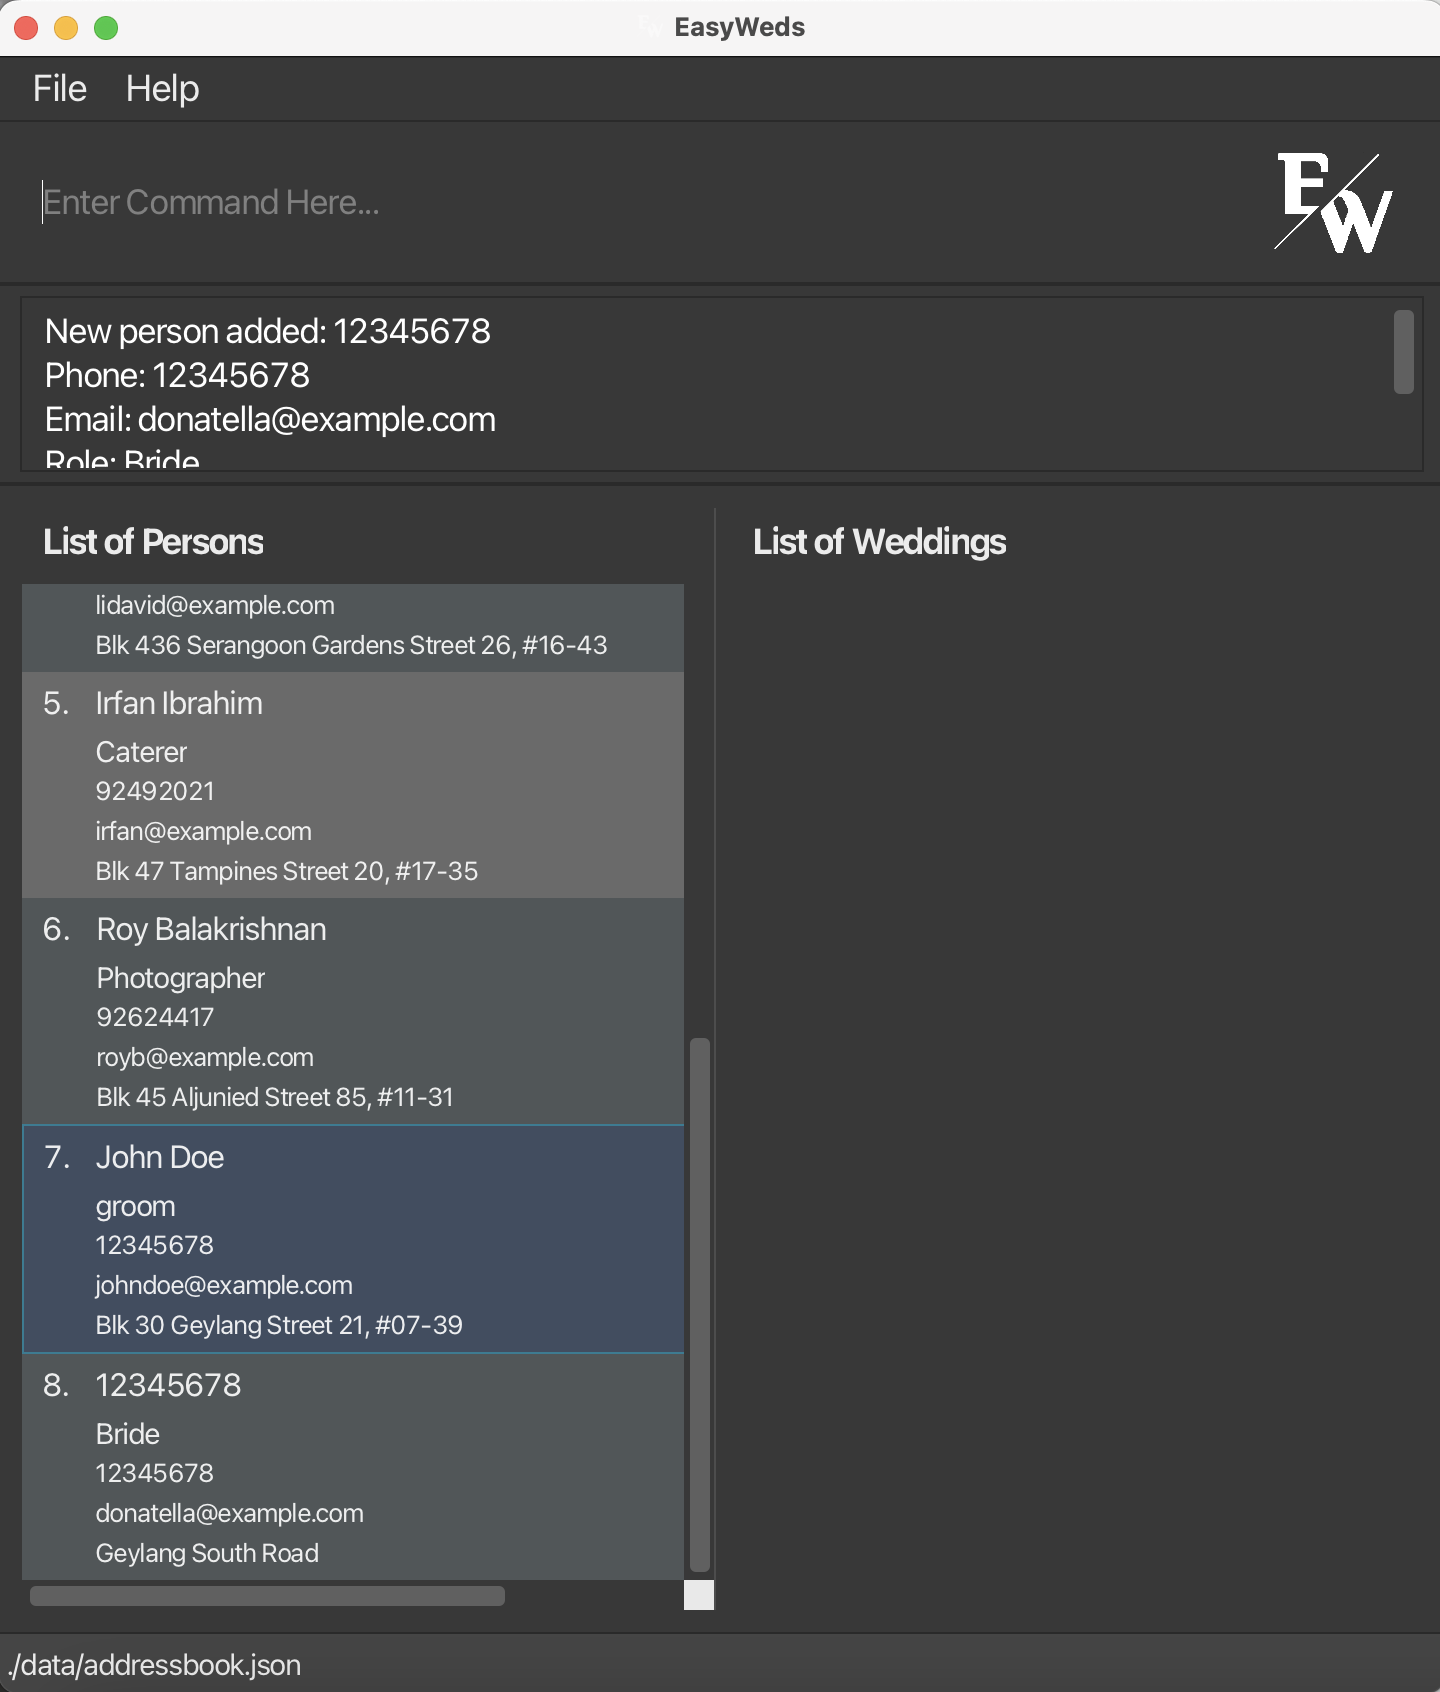 EasyWeds
File Help
Enter Command Here...
EW
New person added: 12345678
Phone: 12345678
Email: donatella@example.com
Role: Bride
List of Persons
lidavid@example.com
Blk 436 Serangoon Gardens Street 26, #16-43
5. Irfan Ibrahim
Caterer
92492021
irfan@example.com
Blk 47 Tampines Street 20, #17-35
6. Roy Balakrishnan
Photographer
92624417
royb@example.com
Blk 45 Aljunied Street 85, #11-31
7. John Doe
groom
12345678
johndoe@example.com
Blk 30 Geylang Street 21, #07-39
8. 12345678
Bride
12345678
donatella@example.com
Geylang South Road
List of Weddings
./data/addressbook.json